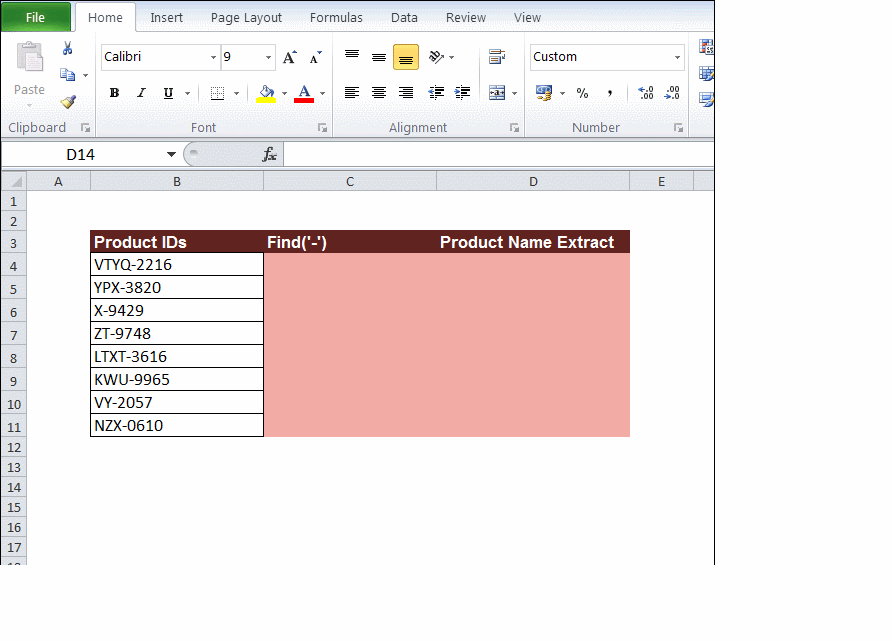 File Home Insert Page Layout Formulas Data Review View
Calibri 9 A A Custom
Paste B I U A % , .00 .00
Clipboard Font Alignment Number
D14 fx
A B C D E
1
2
3 Product IDs Find('-') Product Name Extract
4 VTYQ-2216
5 YPX-3820
6 X-9429
7 ZT-9748
8 LTXT-3616
9 KWU-9965
10 VY-2057
11 NZX-0610
12
13
14
15
16
17